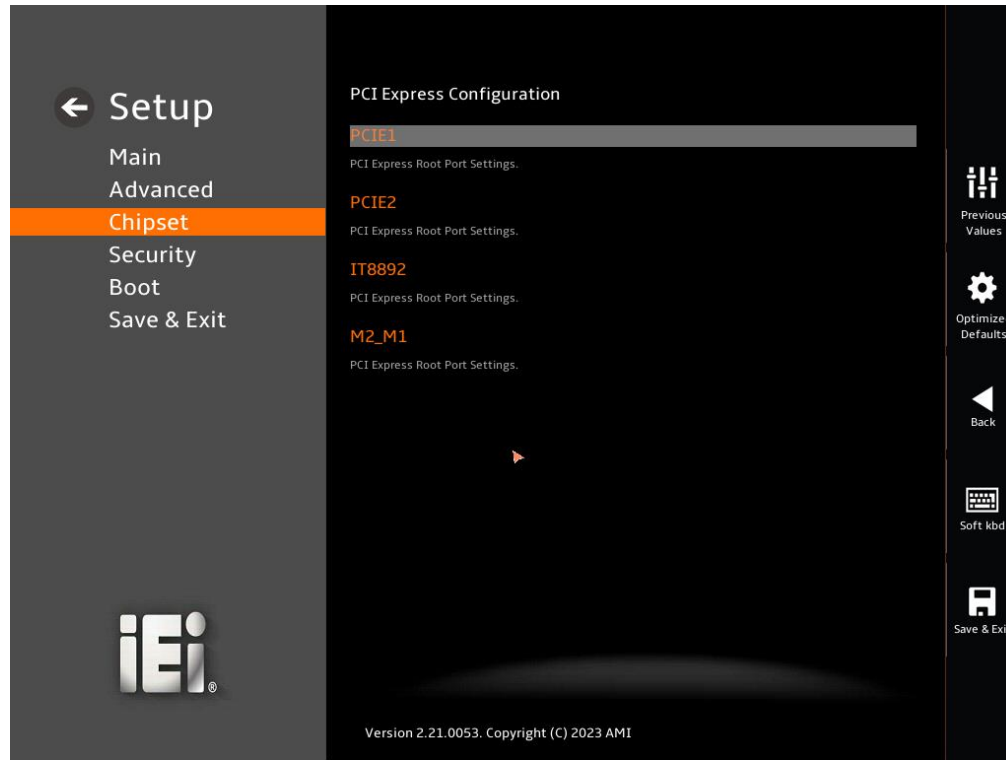 Setup
Main
Advanced
Chipset
Security
Boot
Save & Exit
iEi®
PCI Express Configuration
PCIE1
PCI Express Root Port Settings.
PCIE2
PCI Express Root Port Settings.
IT8892
PCI Express Root Port Settings.
M2_M1
PCI Express Root Port Settings.
Version 2.21.0053. Copyright (C) 2023 AMI
Previous
Values
Optimize
Defaults
Back
Soft kbd
Save & Exi